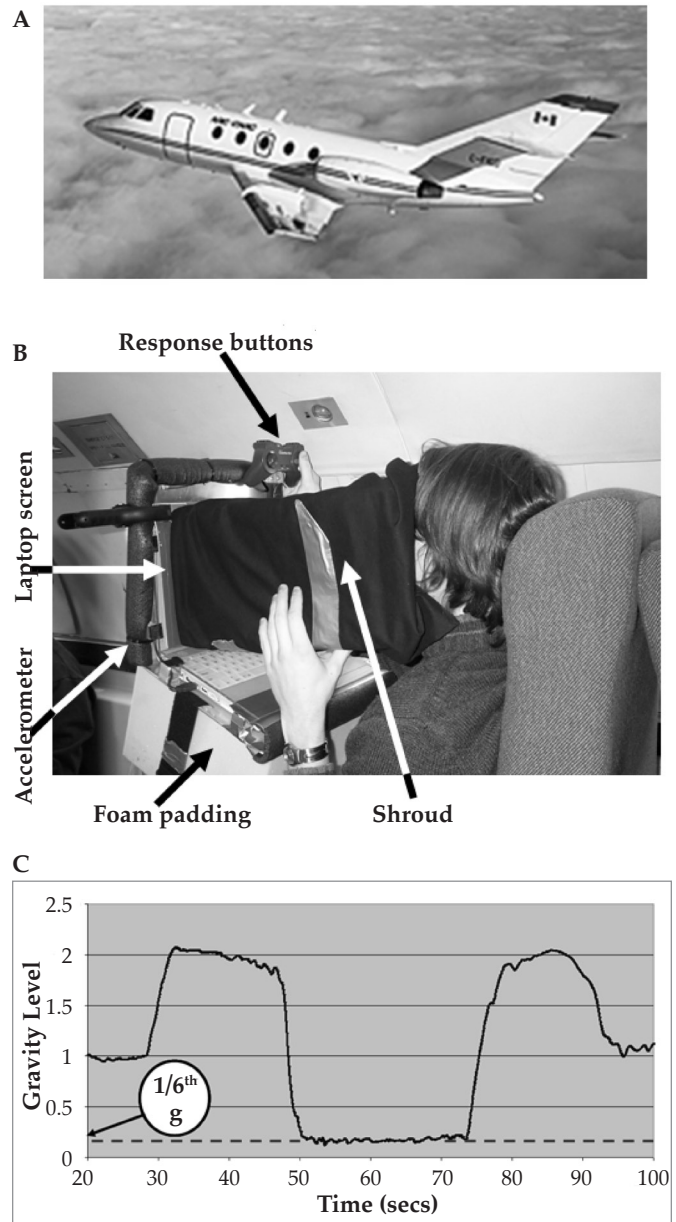 A
B
Response buttons
Laptop screen
Accelerometer
Foam padding
Shroud
C
2.5
2
1.5
1
0.5
0
Gravity Level
1/6th
g
20 30 40 50 60 70 80 90 100
Time (secs)